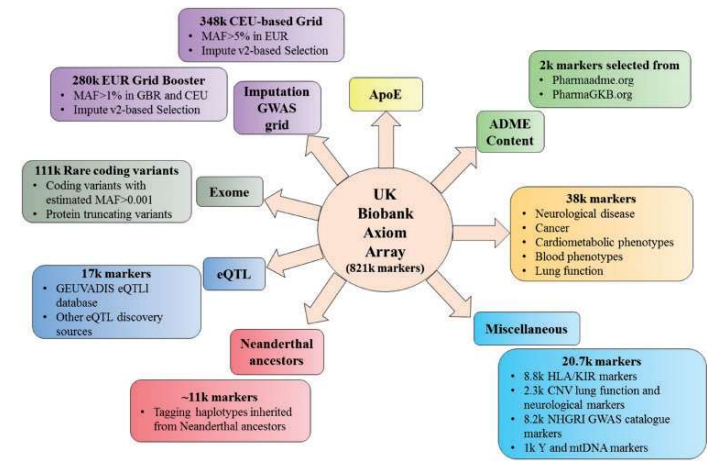 348k CEU-based Grid
• MAF>5% in EUR
• Impute v2-based Selection
280k EUR Grid Booster
• MAF>1% in GBR and CEU
• Impute v2-based Selection
Imputation
GWAS
grid
ApoE
2k markers selected from
• Pharmaadme.org
• PharmaGKB.org
ADME
Content
111k Rare coding variants
• Coding variants with
estimated MAF>0.001
• Protein truncating variants
Exome
UK
Biobank
Axiom
Array
(821k markers)
38k markers
• Neurological disease
• Cancer
• Cardiometabolic phenotypes
• Blood phenotypes
• Lung function
17k markers
• GEUVADIS eQTLI
database
• Other eQTL discovery
sources
eQTL
Neanderthal
ancestors
~11k markers
• Tagging haplotypes inherited
from Neanderthal ancestors
Miscellaneous
20.7k markers
• 8.8k HLA/KIR markers
• 2.3k CNV lung function and
neurological markers
• 8.2k NHGRI GWAS catalogue
markers
• 1k Y and mtDNA markers